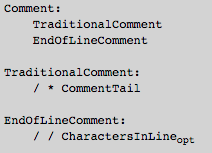 Comment:
TraditionalComment
EndOfLineComment
TraditionalComment:
/ * CommentTail
EndOfLineComment:
/ / CharactersInLineopt